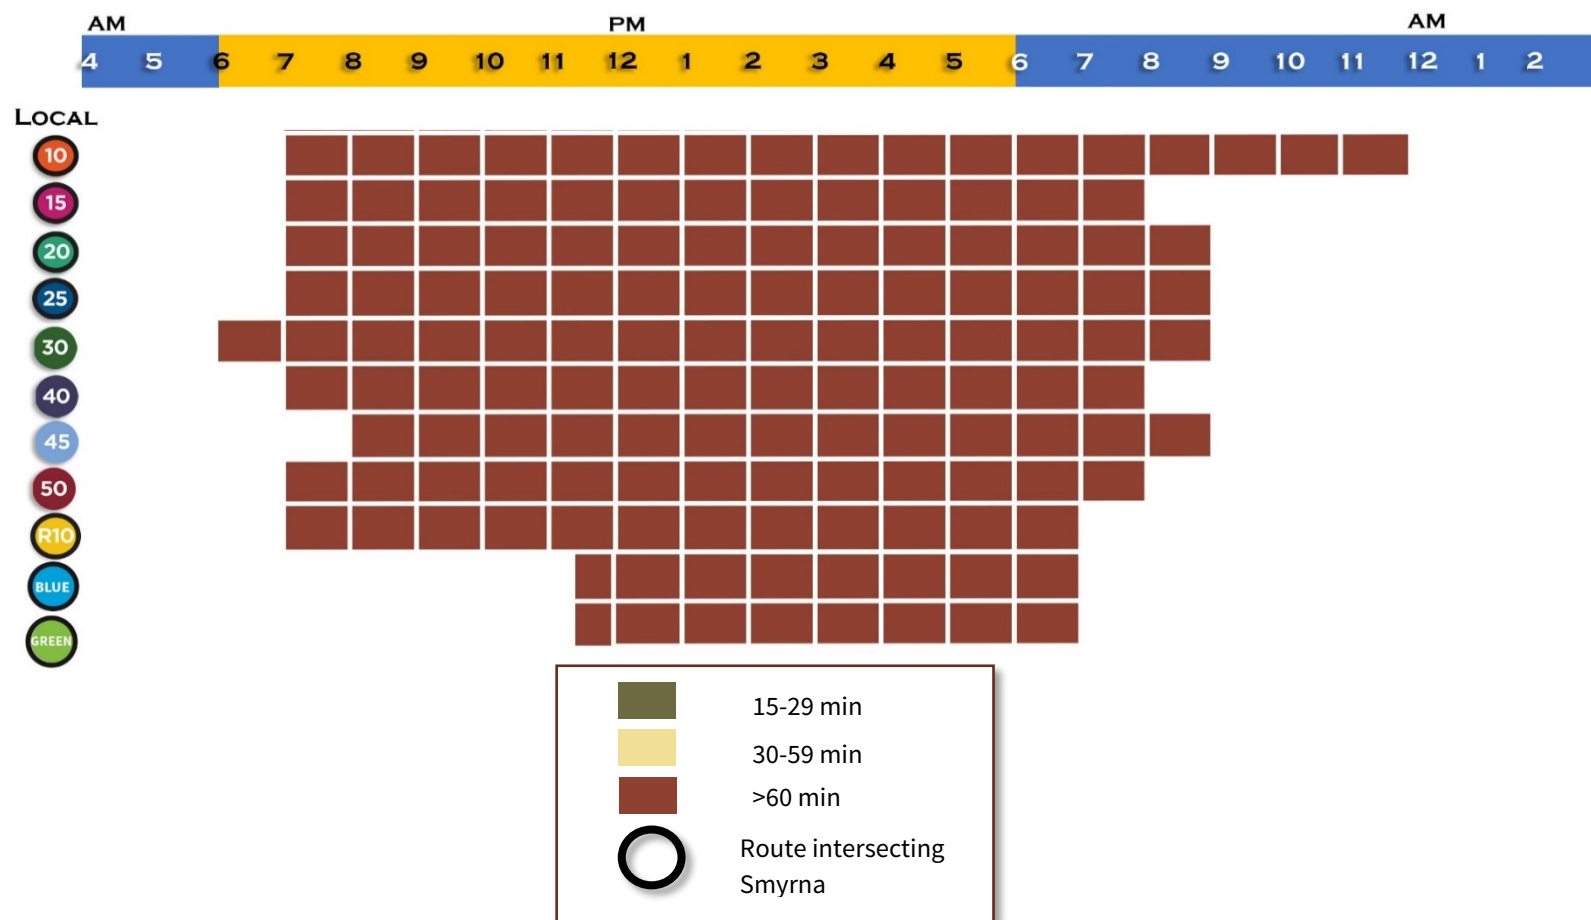 AM PM AM
4 5 6 7 8 9 10 11 12 1 2 3 4 5 6 7 8 9 10 11 12 1 2
LOCAL
10
15
20
25
30
40
45
50
R10
BLUE
GREEN
15-29 min
30-59 min
>60 min
Route intersecting
Smyrna